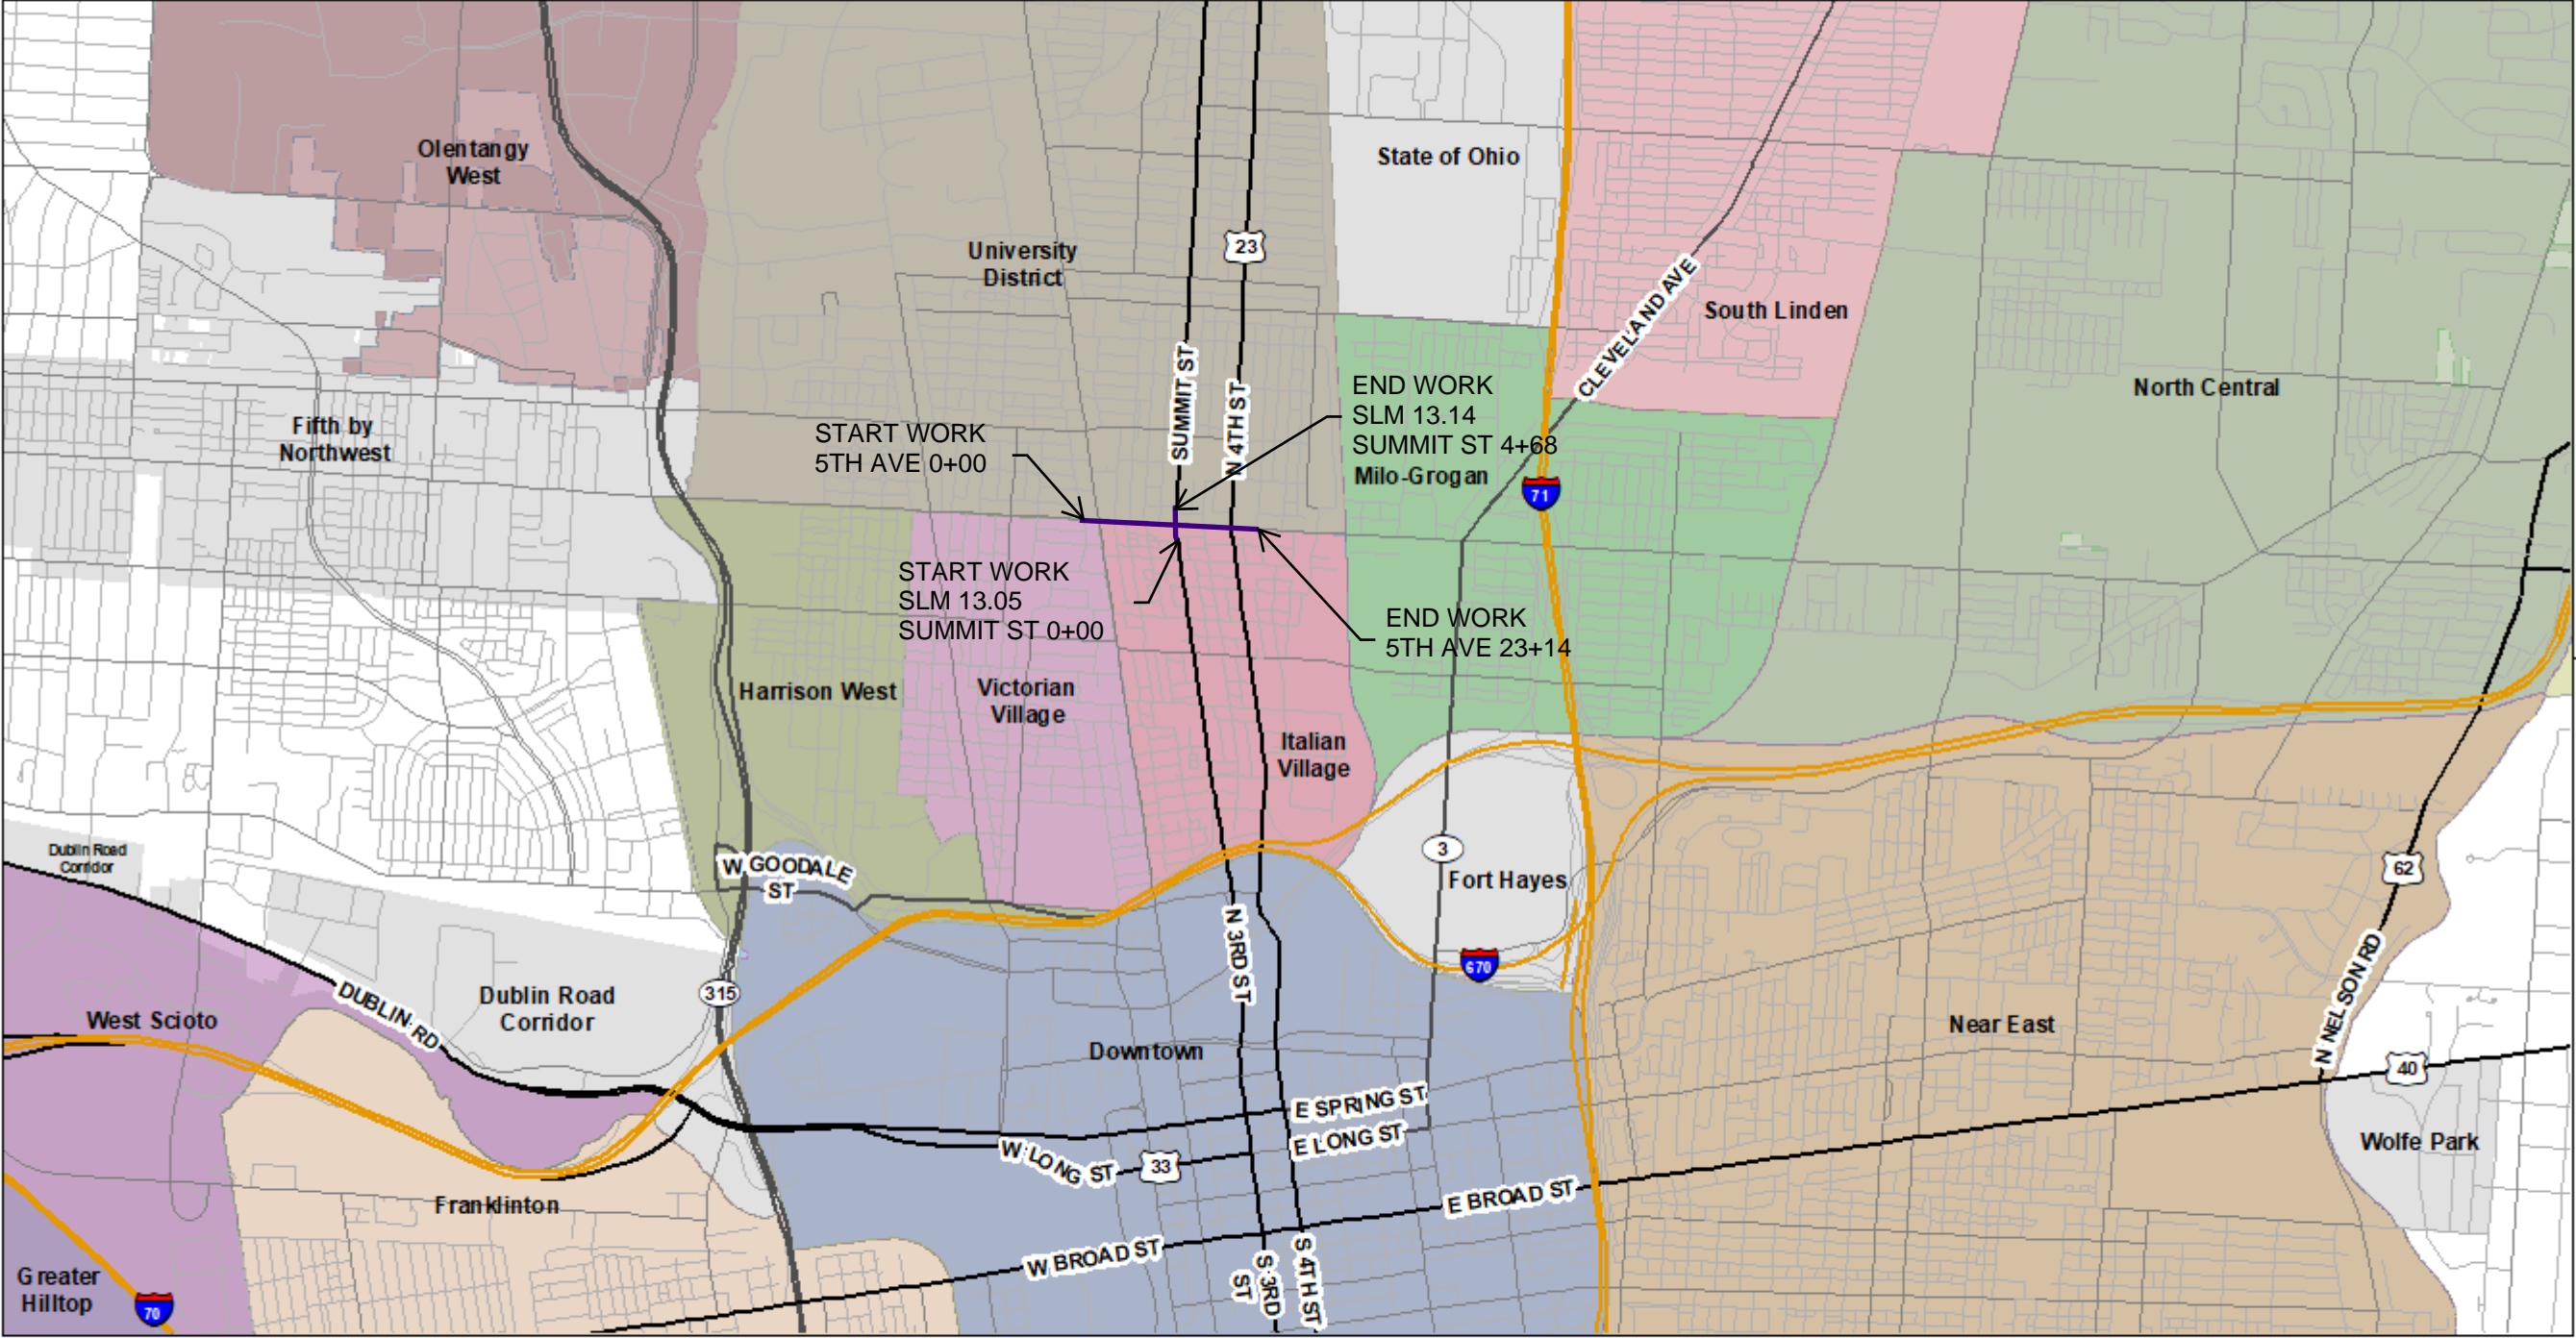 Olentangy
West
State of Ohio
University
District
23
CLEVELAND AVE
South Linden
North Central
SUMMIT ST
N 4TH ST
END WORK
SLM 13.14
SUMMIT ST 4+68
Fifth by
Northwest
START WORK
5TH AVE 0+00
Milo-Grogan
71
START WORK
SLM 13.05
SUMMIT ST 0+00
END WORK
5TH AVE 23+14
Harrison West
Victorian
Village
Italian
Village
Dublin Road
Corridor
W GOODALE
ST
3
Fort Hayes
62
N 3RD ST
670
N NELSON RD
315
Dublin Road
Corridor
DUBLIN RD
West Scioto
Downtown
Near East
40
E SPRING ST
E LONG ST
W LONG ST
33
Wolfe Park
Franklinton
E BROAD ST
W BROAD ST
S 3RD
ST
S 4TH ST
Greater
Hilltop
70